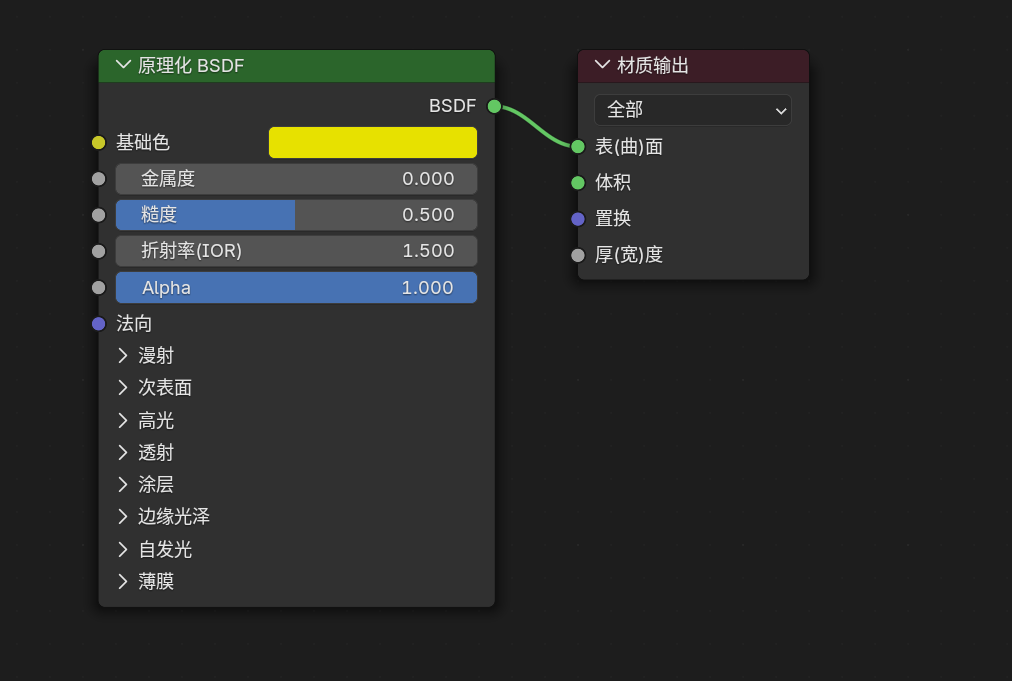 原理化 BSDF
BSDF
基础色
金属度 0.000
糙度 0.500
折射率(IOR) 1.500
Alpha 1.000
法向
漫射
次表面
高光
透射
涂层
边缘光泽
自发光
薄膜
材质输出
全部
表(曲)面
体积
置换
厚(宽)度